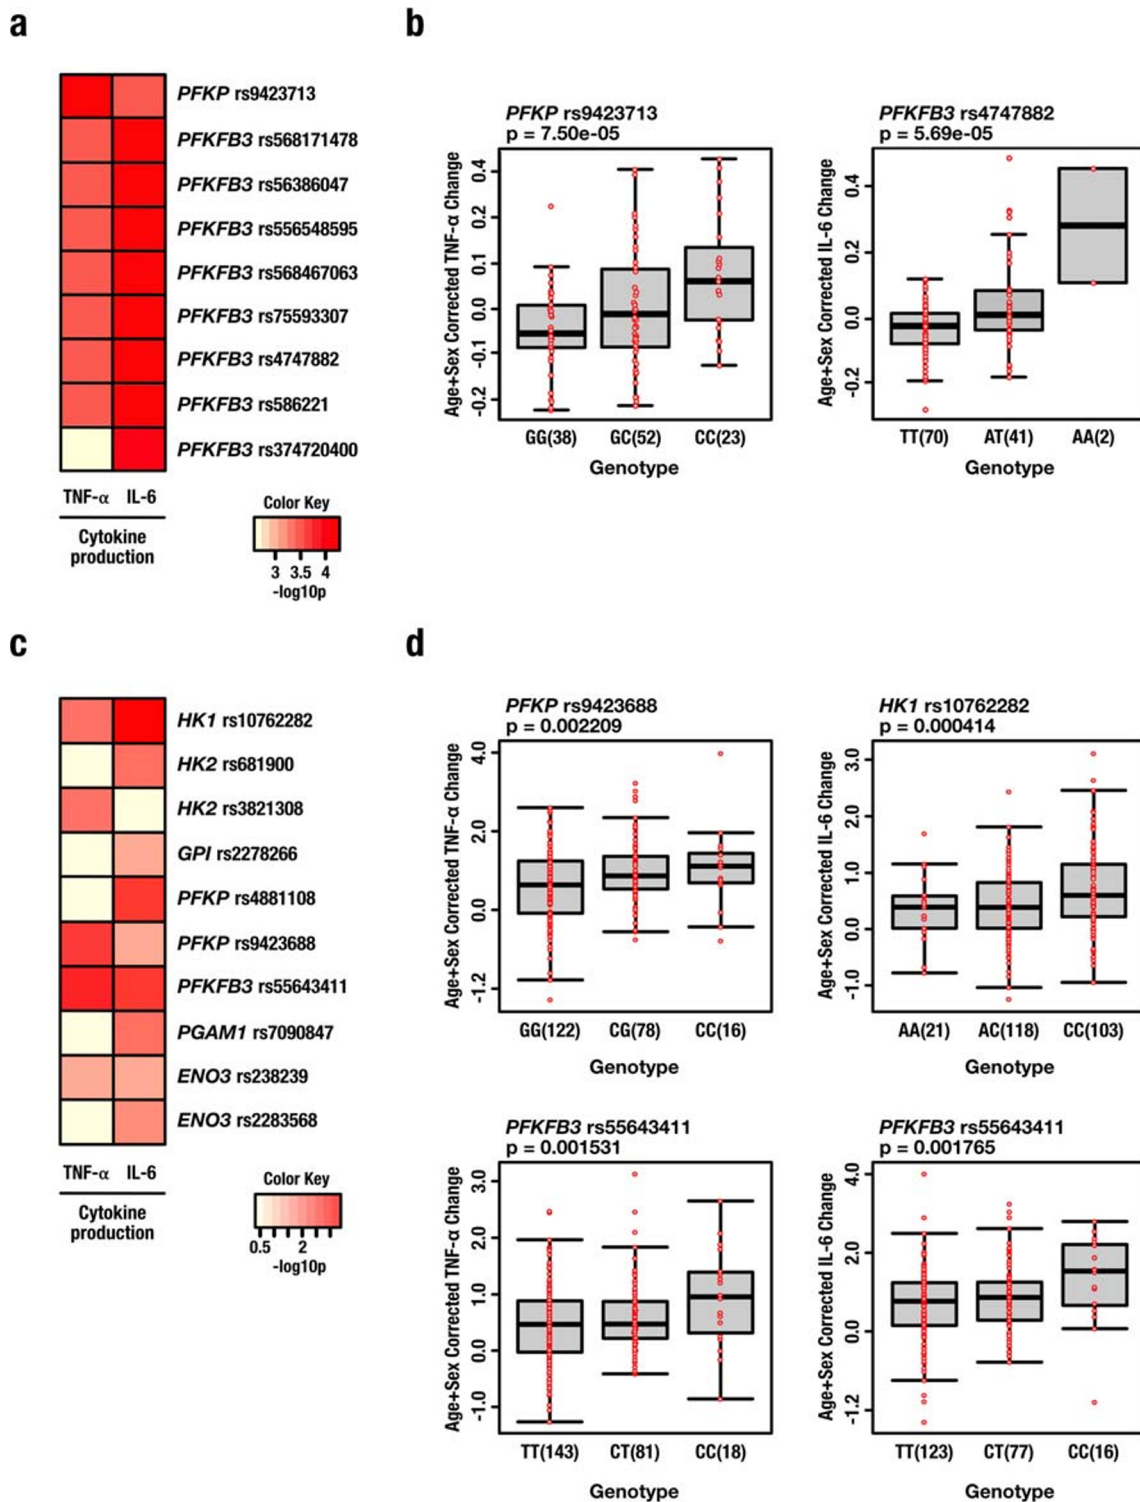 a
PFKP rs9423713
PFKFB3 rs568171478
PFKFB3 rs56386047
PFKFB3 rs556548595
PFKFB3 rs568467063
PFKFB3 rs75593307
PFKFB3 rs4747882
PFKFB3 rs586221
PFKFB3 rs374720400
TNF-α IL-6
Cytokine
production
Color Key
3 3.5 4
-log10p
b
PFKP rs9423713
p = 7.50e-05
Age+Sex Corrected TNF-α Change
0.4
0.2
0.1
0.0
-0.1
-0.2
GG(38) GC(52) CC(23)
Genotype
PFKFB3 rs4747882
p = 5.69e-05
Age+Sex Corrected IL-6 Change
0.4
0.2
0.0
-0.2
TT(70) AT(41) AA(2)
Genotype
c
HK1 rs10762282
HK2 rs681900
HK2 rs3821308
GPI rs2278266
PFKP rs4881108
PFKP rs9423688
PFKFB3 rs55643411
PGAM1 rs7090847
ENO3 rs238239
ENO3 rs2283568
TNF-α IL-6
Cytokine
production
Color Key
0.5 2
-log10p
d
PFKP rs9423688
p = 0.002209
Age+Sex Corrected TNF-α Change
4.0
2.0
0.0
-1.2
GG(122) CG(78) CC(16)
Genotype
HK1 rs10762282
p = 0.000414
Age+Sex Corrected IL-6 Change
3.0
2.0
1.0
0.0
-1.0
AA(21) AC(118) CC(103)
Genotype
PFKFB3 rs55643411
p = 0.001531
Age+Sex Corrected TNF-α Change
3.0
2.0
1.0
0.0
-1.0
TT(143) CT(81) CC(18)
Genotype
PFKFB3 rs55643411
p = 0.001765
Age+Sex Corrected IL-6 Change
4.0
2.0
0.0
-1.2
TT(123) CT(77) CC(16)
Genotype